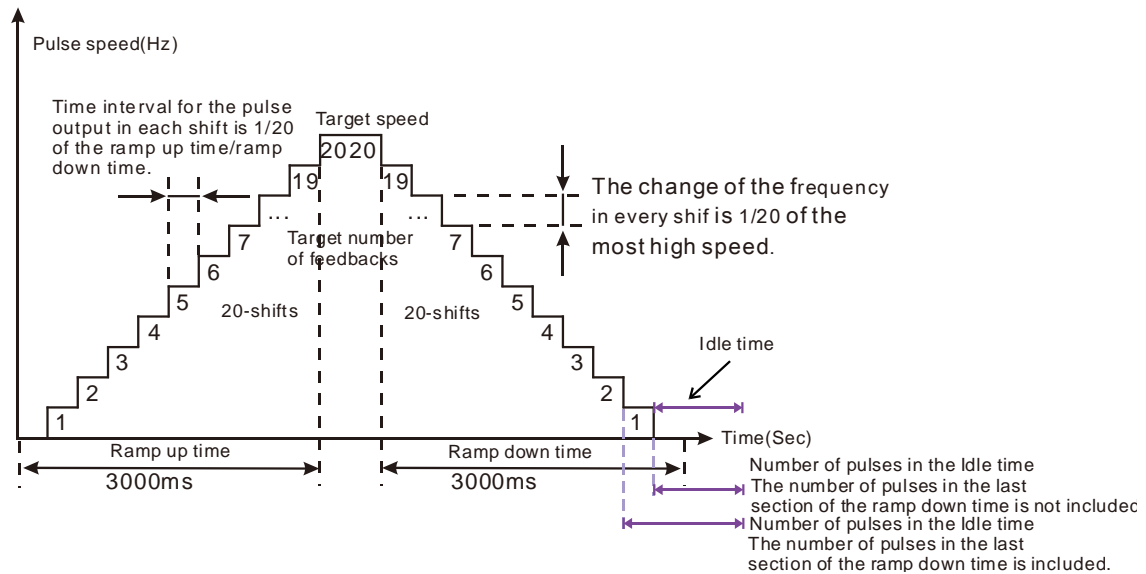 Pulse speed(Hz)
Time interval for the pulse
output in each shift is 1/20
of the ramp up time/ramp
down time.
Target speed
2020
19
19
...
...
The change of the frequency
in every shif is 1/20 of the
most high speed.
7
7
Target number
of feedbacks
6
6
5
5
20-shifts
20-shifts
4
4
3
3
Idle time
2
2
1
1
Time(Sec)
Ramp up time
Ramp down time
3000ms
3000ms
Number of pulses in the Idle time
The number of pulses in the last
section of the ramp down time is not included
Number of pulses in the Idle time
The number of pulses in the last
section of the ramp down time is included.